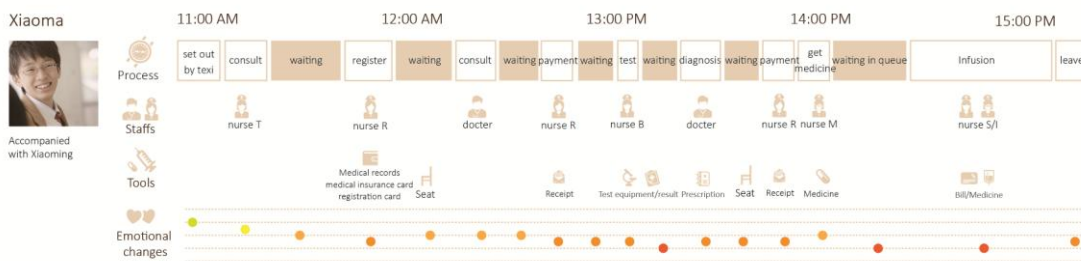 Xiaoma
11:00 AM 12:00 AM 13:00 PM 14:00 PM 15:00 PM
Process
set out
by texi
consult
waiting
register
waiting
consult
waiting
payment
waiting
test
waiting
diagnosis
waiting
payment
get
medicine
waiting in queue
Infusion
leave
Accompanied
with Xiaoming
Staffs
nurse T
nurse R
docter
nurse R
nurse B
docter
nurse R
nurse M
nurse S/I
Tools
Medical records
medical insurance card
registration card
Seat
Receipt
Test equipment/result
Prescription
Seat
Receipt
Medicine
Bill/Medicine
Emotional
changes